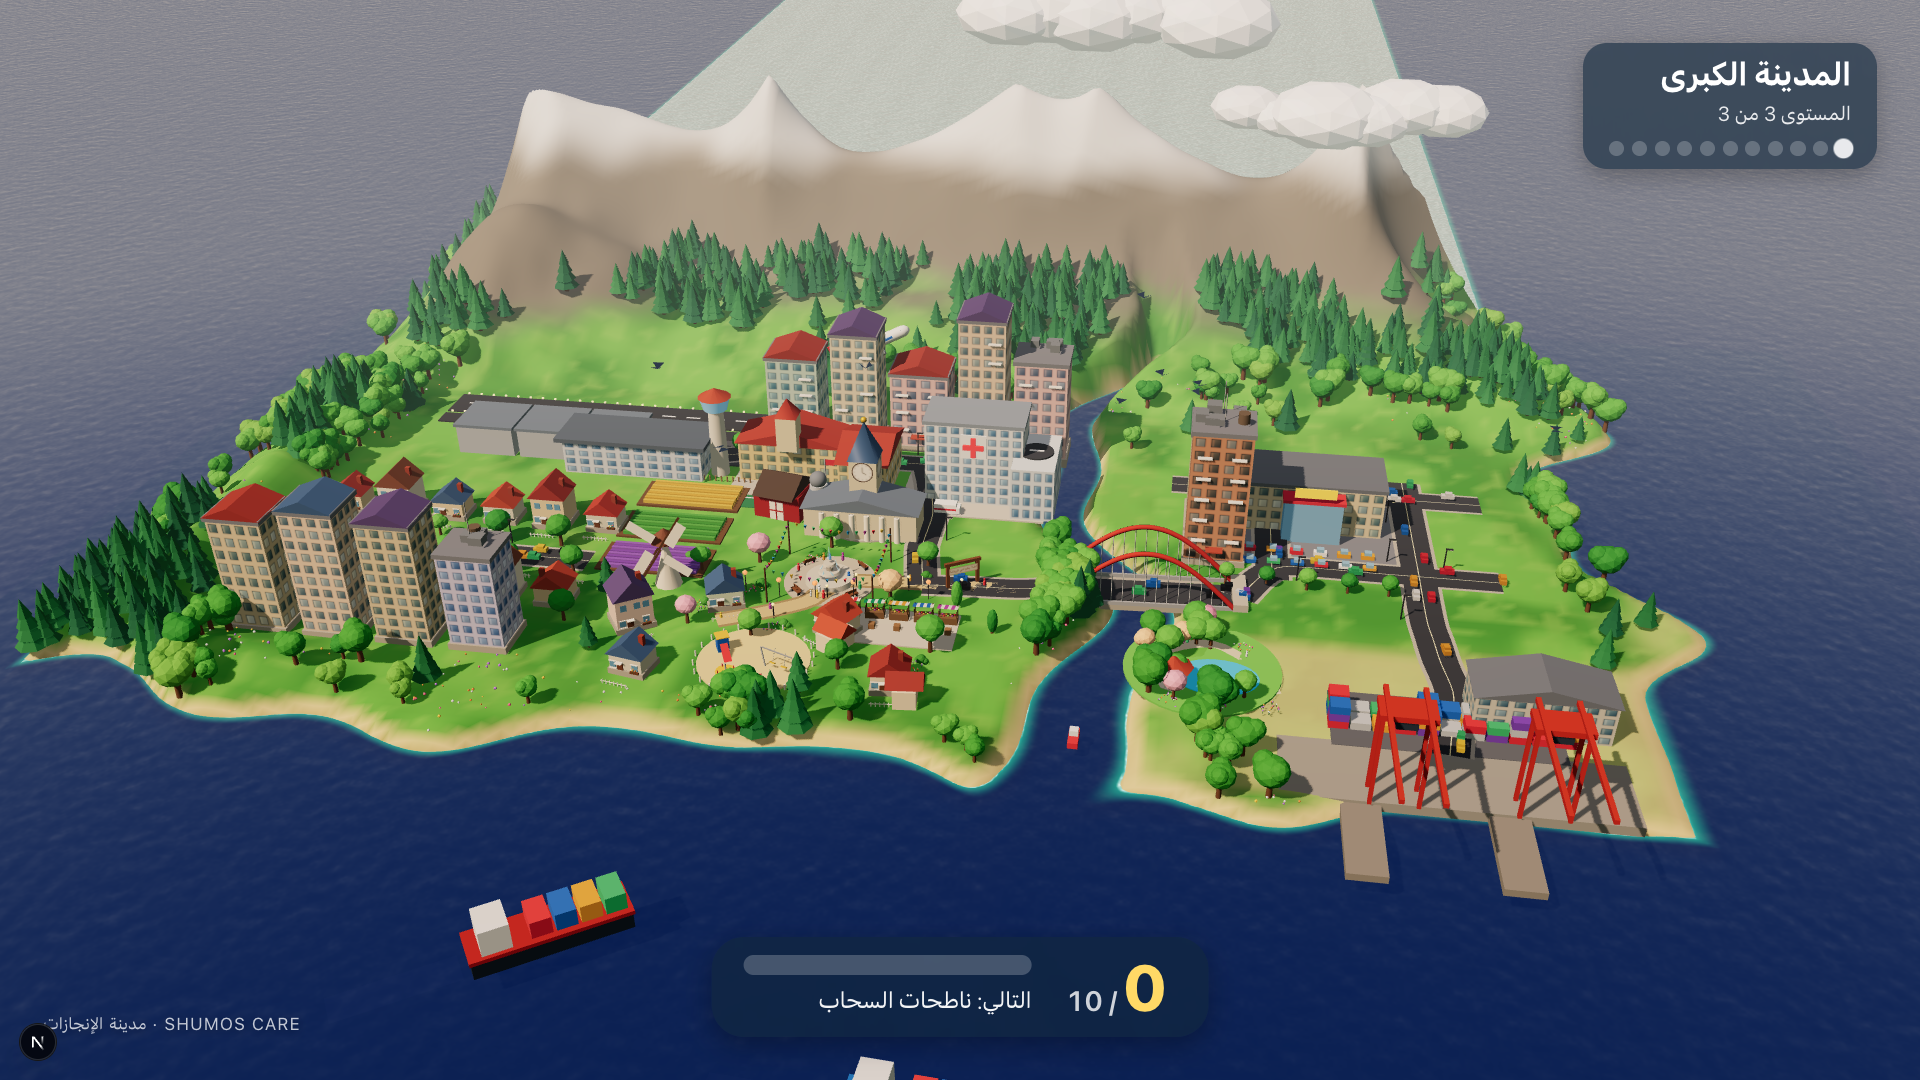 المدينة الكبرى
المستوى 3 من 3
0 / 10
التالي: ناطحات السحاب
مدينة الإنجازات · SHUMOS CARE
N